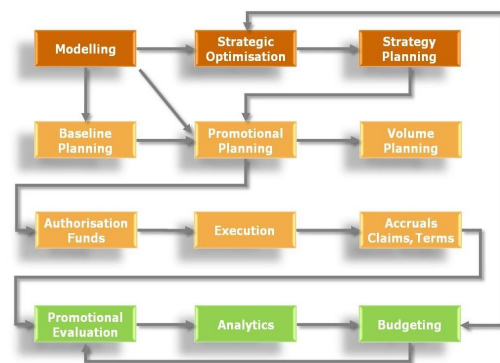 Modelling
Strategic
Optimisation
Strategy
Planning
Baseline
Planning
Promotional
Planning
Volume
Planning
Authorisation
Funds
Execution
Accruals
Claims, Terms
Promotional
Evaluation
Analytics
Budgeting